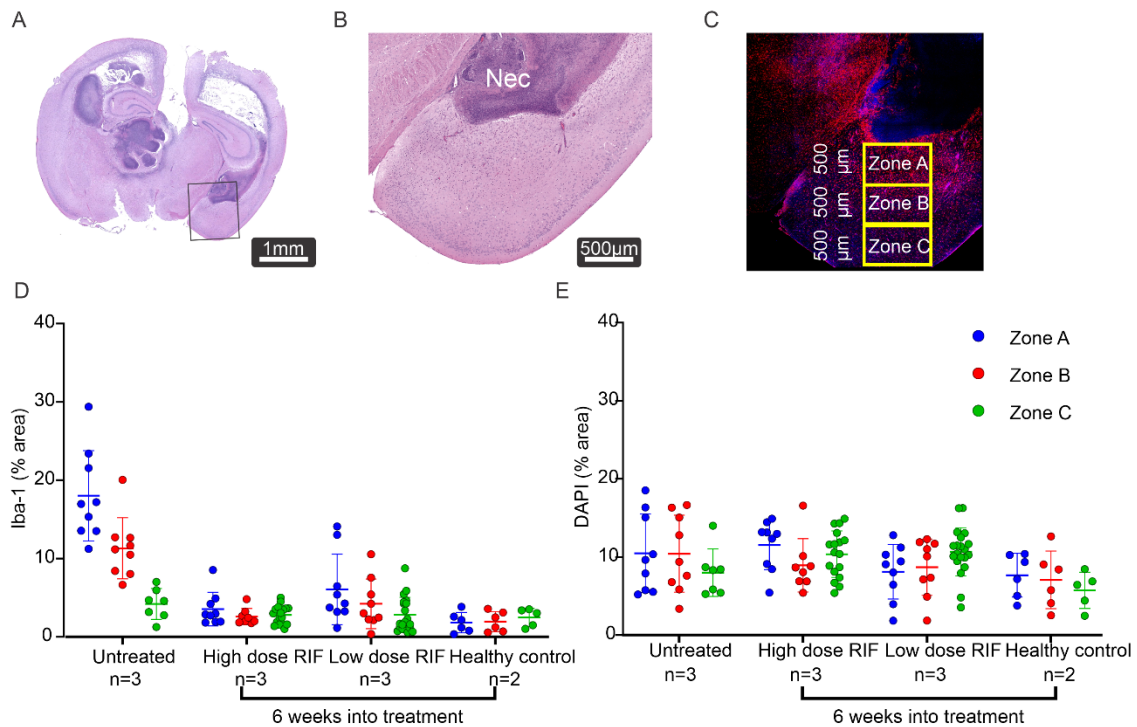 A
B
C
Nec
1mm
500µm
500 µm
500 µm
500 µm
Zone A
Zone B
Zone C
D
Iba-1 (% area)
40
30
20
10
0
Untreated
n=3
High dose RIF
n=3
Low dose RIF
n=3
Healthy control
n=2
6 weeks into treatment
E
DAPI (% area)
40
30
20
10
0
Zone A
Zone B
Zone C
Untreated
n=3
High dose RIF
n=3
Low dose RIF
n=3
Healthy control
n=2
6 weeks into treatment